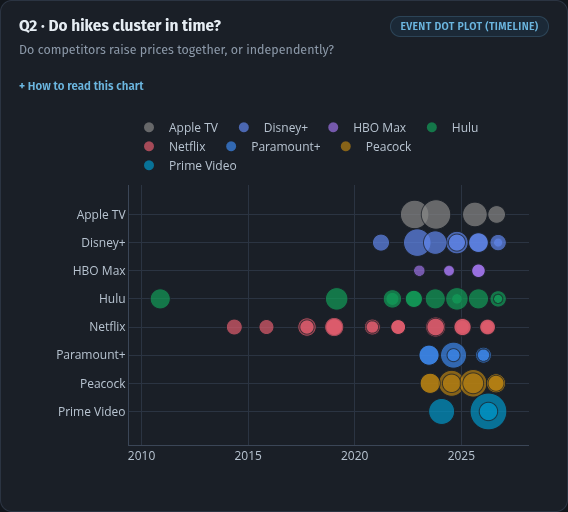 Q2 · Do hikes cluster in time?
EVENT DOT PLOT (TIMELINE)
Do competitors raise prices together, or independently?
+ How to read this chart
Apple TV Disney+ HBO Max Hulu
Netflix Paramount+ Peacock
Prime Video
Apple TV
Disney+
HBO Max
Hulu
Netflix
Paramount+
Peacock
Prime Video
2010 2015 2020 2025